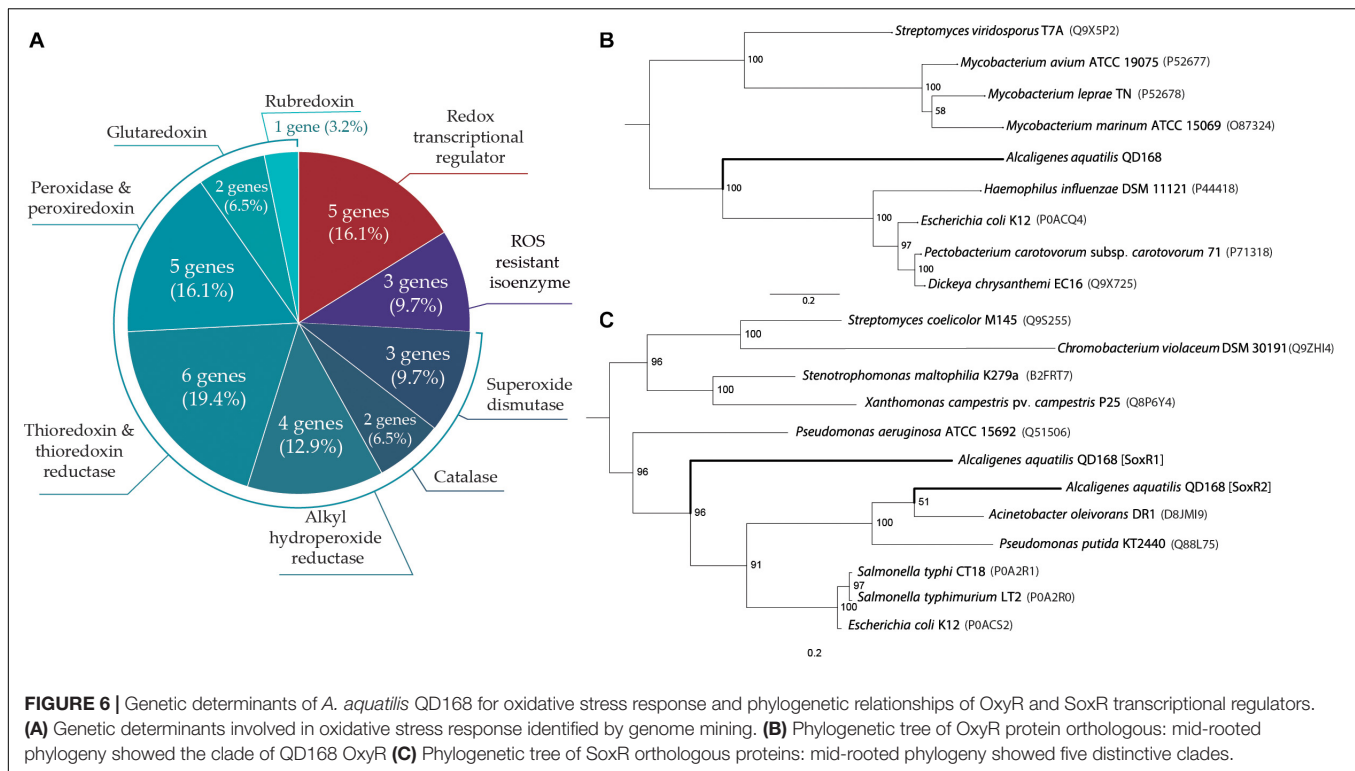 A
Rubredoxin
1 gene (3.2%)
Glutaredoxin
2 genes
(6.5%)
Peroxidase &
peroxiredoxin
5 genes
(16.1%)
Redox
transcriptional
regulator
5 genes
(16.1%)
ROS
resistant
isoenzyme
3 genes
(9.7%)
3 genes
(9.7%)
Superoxide
dismutase
2 genes
(6.5%)
Catalase
4 genes
(12.9%)
Alkyl
hydroperoxide
reductase
6 genes
(19.4%)
Thioredoxin &
thioredoxin
reductase
B
Streptomyces viridosporus T7A (Q9X5P2)
100
Mycobacterium avium ATCC 19075 (P52677)
100
Mycobacterium leprae TN (P52678)
58
Mycobacterium marinum ATCC 15069 (O87324)
Alcaligenes aquatilis QD168
100
Haemophilus influenzae DSM 11121 (P44418)
100
Escherichia coli K12 (P0ACQ4)
97
Pectobacterium carotovorum subsp. carotovorum 71 (P71318)
100
Dickeya chrysanthemi EC16 (Q9X725)
0.2
C
Streptomyces coelicolor M145 (Q9S255)
100
Chromobacterium violaceum DSM 30191(Q9ZHI4)
96
Stenotrophomonas maltophilia K279a (B2FRT7)
100
Xanthomonas campestris pv. campestris P25 (Q8P6Y4)
Pseudomonas aeruginosa ATCC 15692 (Q51506)
96
Alcaligenes aquatilis QD168 [SoxR1]
Alcaligenes aquatilis QD168 [SoxR2]
51
96
Acinetobacter oleivorans DR1 (D8JMI9)
100
Pseudomonas putida KT2440 (Q88L75)
91
Salmonella typhi CT18 (P0A2R1)
97
Salmonella typhimurium LT2 (P0A2R0)
100
Escherichia coli K12 (P0ACS2)
0.2
FIGURE 6 | Genetic determinants of A. aquatilis QD168 for oxidative stress response and phylogenetic relationships of OxyR and SoxR transcriptional regulators.
(A) Genetic determinants involved in oxidative stress response identified by genome mining. (B) Phylogenetic tree of OxyR protein orthologous: mid-rooted
phylogeny showed the clade of QD168 OxyR (C) Phylogenetic tree of SoxR orthologous proteins: mid-rooted phylogeny showed five distinctive clades.